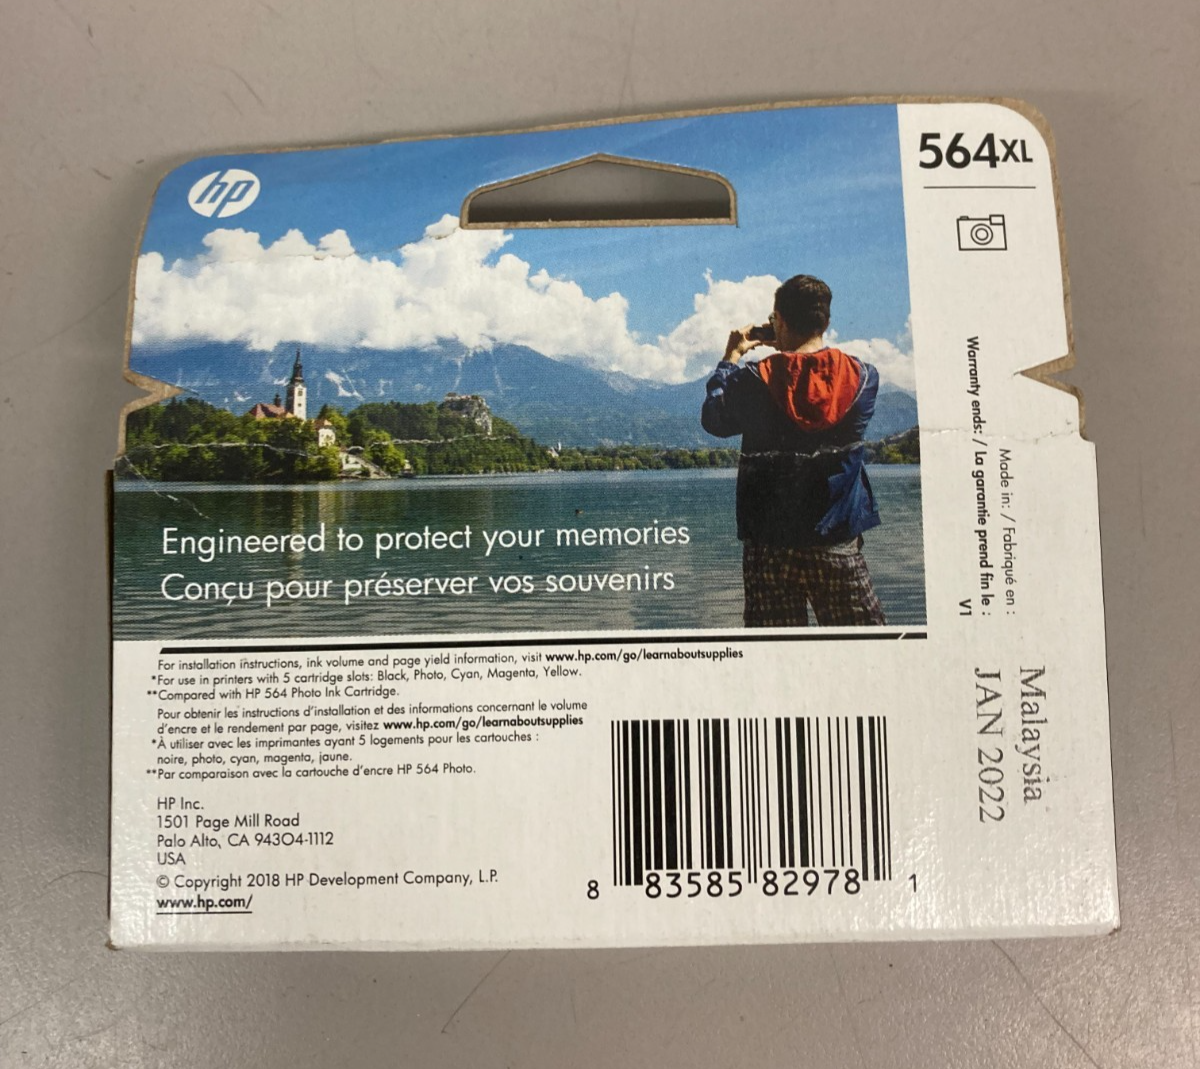 hp
564XL
Engineered to protect your memories
Conçu pour préserver vos souvenirs
For installation instructions, ink volume and page yield information, visit www.hp.com/go/learnaboutsupplies
*For use in printers with 5 cartridge slots: Black, Photo, Cyan, Magenta, Yellow.
**Compared with HP 564 Photo Ink Cartridge.
Pour obtenir les instructions d'installation et des informations concernant le volume
d'encre et le rendement par page, visitez www.hp.com/go/learnaboutsupplies
*À utiliser avec les imprimantes ayant 5 logements pour les cartouches :
noire, photo, cyan, magenta, jaune.
**Par comparaison avec la cartouche d'encre HP 564 Photo.
HP Inc.
1501 Page Mill Road
Palo Alto, CA 94304-1112
USA
© Copyright 2018 HP Development Company, L.P.
www.hp.com/
8 83585 82978 1
Made in: / Fabriqué en : Malaysia
Warranty ends: / La garantie prend fin le : JAN 2022
V1